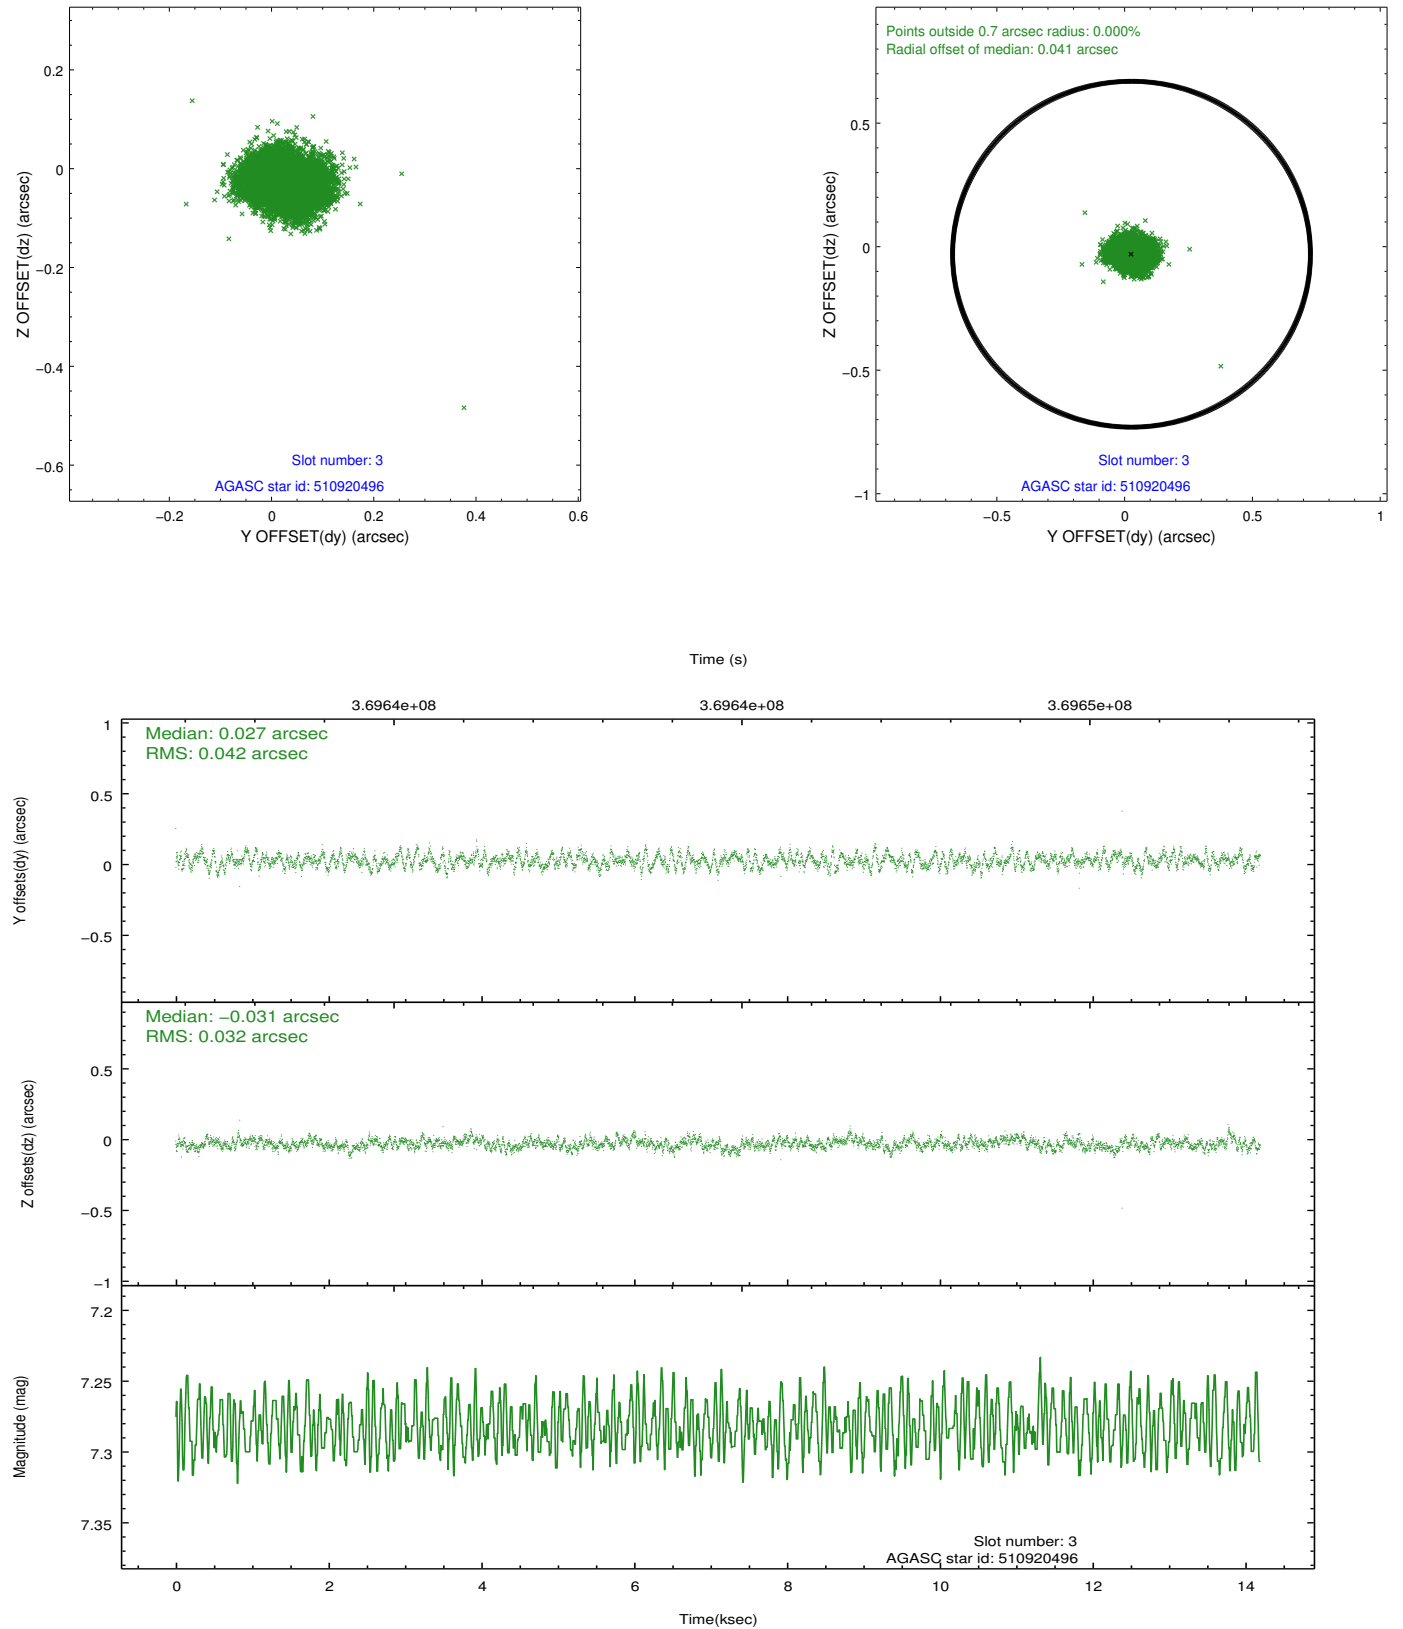 0.2
0
−0.2
−0.4
−0.6
Z OFFSET(dz) (arcsec)
Slot number: 3
AGASC star id: 510920496
−0.2 0 0.2 0.4 0.6
Y OFFSET(dy) (arcsec)
Points outside 0.7 arcsec radius: 0.000%
Radial offset of median: 0.041 arcsec
0.5
0
−0.5
−1
Z OFFSET(dz) (arcsec)
Slot number: 3
AGASC star id: 510920496
−0.5 0 0.5 1
Y OFFSET(dy) (arcsec)
Time (s)
3.6964e+08 3.6964e+08 3.6965e+08
Median: 0.027 arcsec
RMS: 0.042 arcsec
1
0.5
0
−0.5
Y offsets(dy) (arcsec)
Median: −0.031 arcsec
RMS: 0.032 arcsec
0.5
0
−0.5
−1
Z offsets(dz) (arcsec)
7.2
7.25
7.3
7.35
Magnitude (mag)
Slot number: 3
AGASC star id: 510920496
0 2 4 6 8 10 12 14
Time(ksec)